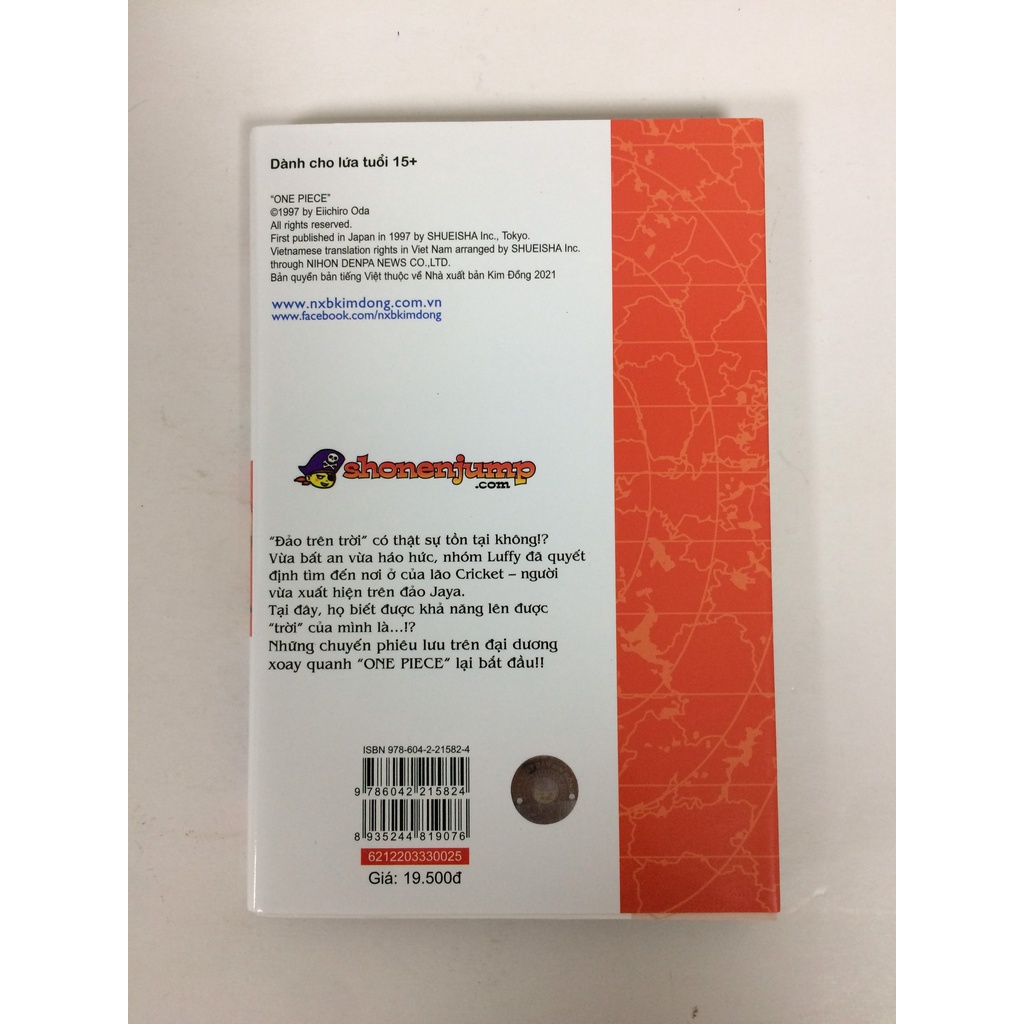 Dành cho lứa tuổi 15+
“ONE PIECE”
©1997 by Eiichiro Oda
All rights reserved.
First published in Japan in 1997 by SHUEISHA Inc., Tokyo.
Vietnamese translation rights in Viet Nam arranged by SHUEISHA Inc.
through NIHON DENPA NEWS CO.,LTD.
Bản quyền bản tiếng Việt thuộc về Nhà xuất bản Kim Đồng 2021
www.nxbkimdong.com.vn
www.facebook.com/nxbkimdong
shonenjump
.com
“Đảo trên trời” có thật sự tồn tại không!?
Vừa bất an vừa háo hức, nhóm Luffy đã quyết
định tìm đến nơi ở của lão Cricket – người
vừa xuất hiện trên đảo Jaya.
Tại đây, họ biết được khả năng lên được
“trời” của mình là...!?
Những chuyến phiêu lưu trên đại dương
xoay quanh “ONE PIECE” lại bắt đầu!!
ISBN 978-604-2-21582-4
9 786042 215824
8 935244 819076
6212203330025
Giá: 19.500đ